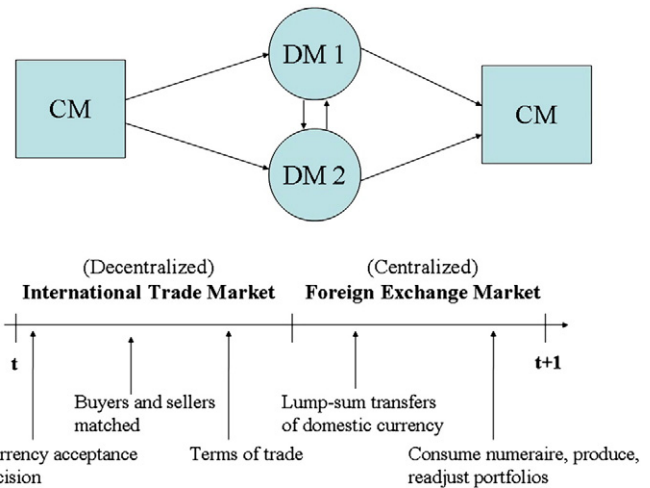 DM 1
CM
CM
DM 2
(Decentralized)
International Trade Market
(Centralized)
Foreign Exchange Market
t
t+1
Buyers and sellers
matched
Lump-sum transfers
of domestic currency
acceptance
Terms of trade
Consume numeraire, produce,
readjust portfolios